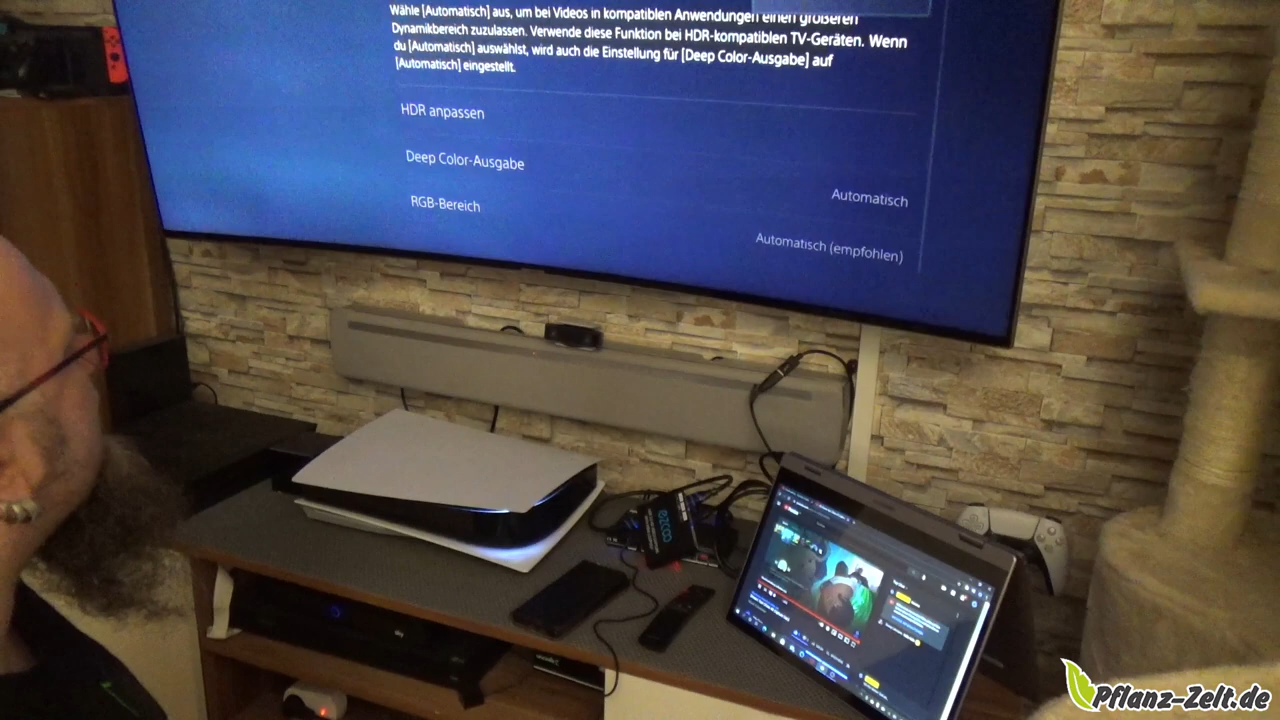 Wähle [Automatisch] aus, um bei Videos in kompatiblen Anwendungen einen größeren
Dynamikbereich zuzulassen. Verwende diese Funktion bei HDR-kompatiblen TV-Geräten. Wenn
du [Automatisch] auswählst, wird auch die Einstellung für [Deep Color-Ausgabe] auf
[Automatisch] eingestellt.
HDR anpassen
Deep Color-Ausgabe
Automatisch
RGB-Bereich
Automatisch (empfohlen)
sky
Pflanz-Zelt.de